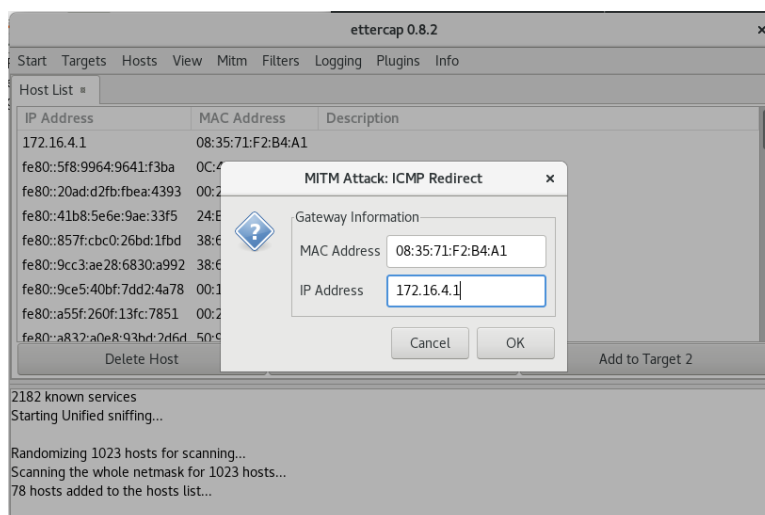 ettercap 0.8.2
Start Targets Hosts View Mitm Filters Logging Plugins Info
Host List
IP Address MAC Address Description
172.16.4.1 08:35:71:F2:B4:A1
fe80::5f8:9964:9641:f3ba
fe80::20ad:d2fb:fbea:4393
fe80::41b8:5e6e:9ae:33f5
fe80::857f:cbc0:26bd:1fbd
fe80::9cc3:ae28:6830:a992
fe80::9ce5:40bf:7dd2:4a78
fe80::a55f:260f:13fc:7851
fe80::a832:a0e8:93bd:2d6d
MITM Attack: ICMP Redirect
Gateway Information
MAC Address 08:35:71:F2:B4:A1
IP Address 172.16.4.1
Cancel OK
Delete Host Add to Target 2
2182 known services
Starting Unified sniffing...
Randomizing 1023 hosts for scanning...
Scanning the whole netmask for 1023 hosts...
78 hosts added to the hosts list...